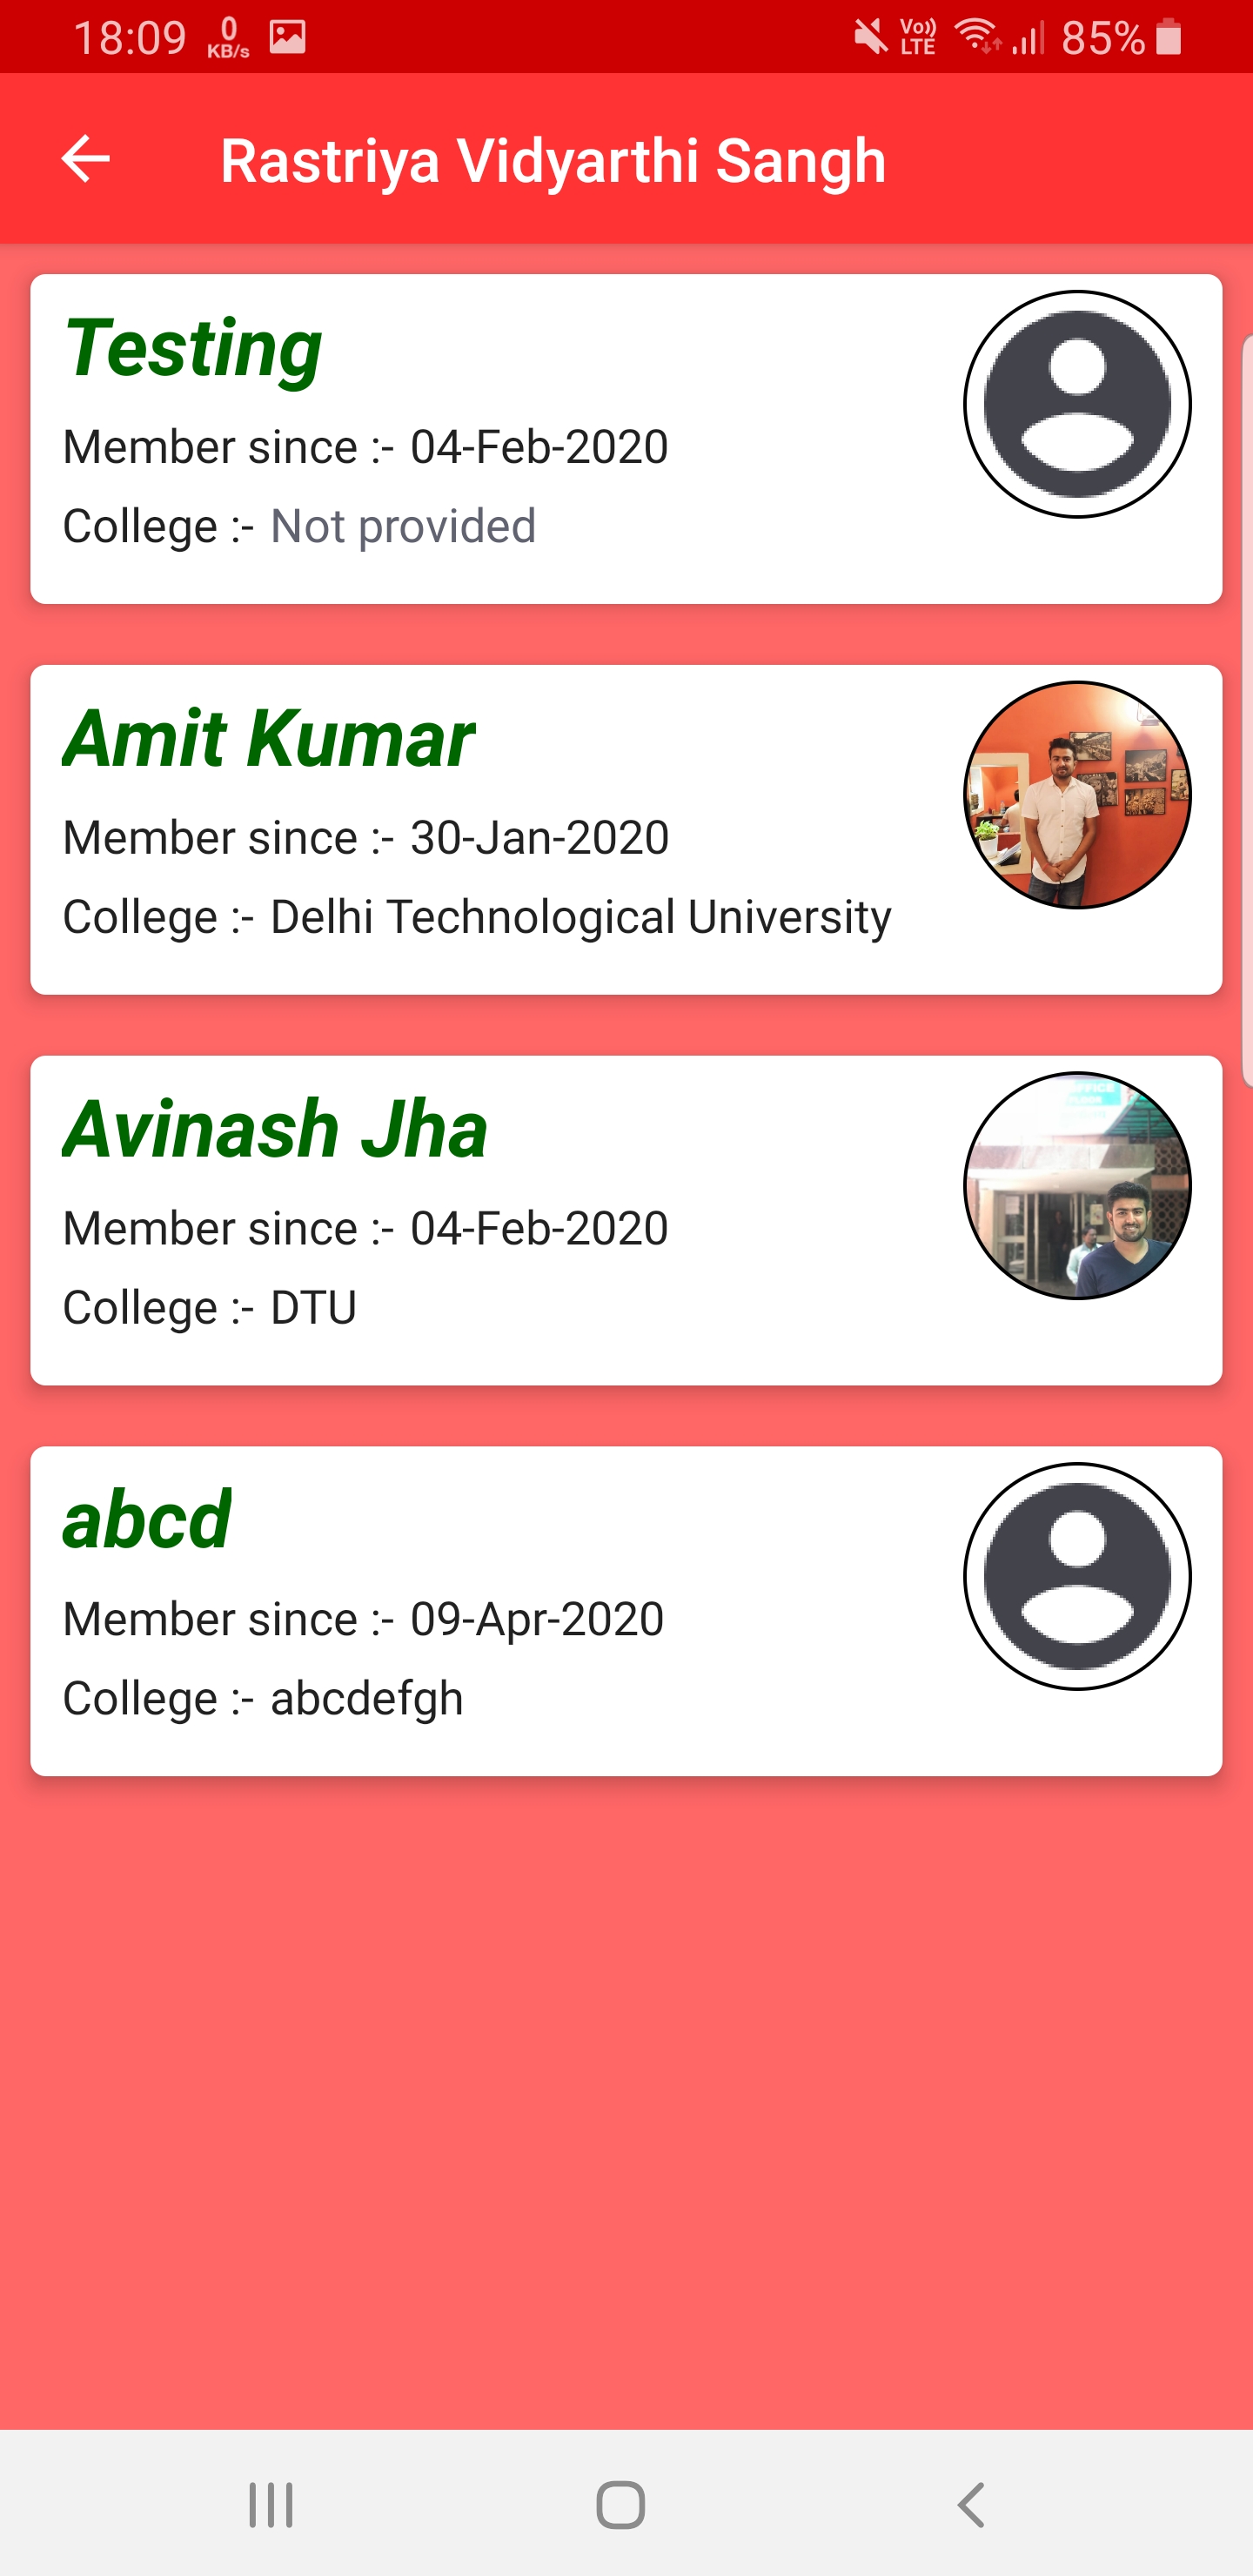 18:09 0 KB/s Vo)) LTE 85%
Rastriya Vidyarthi Sangh
Testing
Member since :- 04-Feb-2020
College :- Not provided
Amit Kumar
Member since :- 30-Jan-2020
College :- Delhi Technological University
Avinash Jha
Member since :- 04-Feb-2020
College :- DTU
OFFICE
abcd
Member since :- 09-Apr-2020
College :- abcdefgh